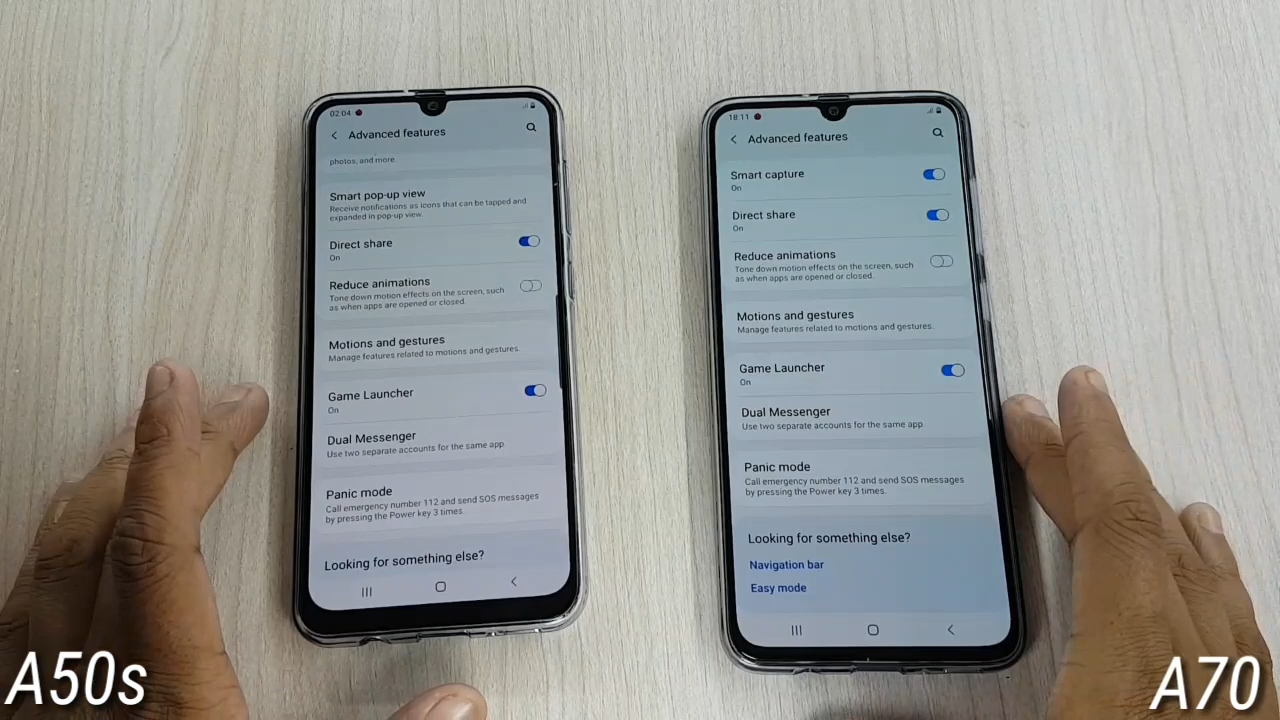 02:04
Advanced features
photos, and more.
Smart pop-up view
Receive notifications as icons that can be tapped and
expanded in pop-up view.
Direct share
On
Reduce animations
Tone down motion effects on the screen, such
as when apps are opened or closed.
Motions and gestures
Manage features related to motions and gestures.
Game Launcher
On
Dual Messenger
Use two separate accounts for the same app.
Panic mode
Call emergency number 112 and send SOS messages
by pressing the Power key 3 times.
Looking for something else?
A50s
18:11
Advanced features
Smart capture
On
Direct share
On
Reduce animations
Tone down motion effects on the screen, such
as when apps are opened or closed.
Motions and gestures
Manage features related to motions and gestures.
Game Launcher
On
Dual Messenger
Use two separate accounts for the same app.
Panic mode
Call emergency number 112 and send SOS messages
by pressing the Power key 3 times.
Looking for something else?
Navigation bar
Easy mode
A70